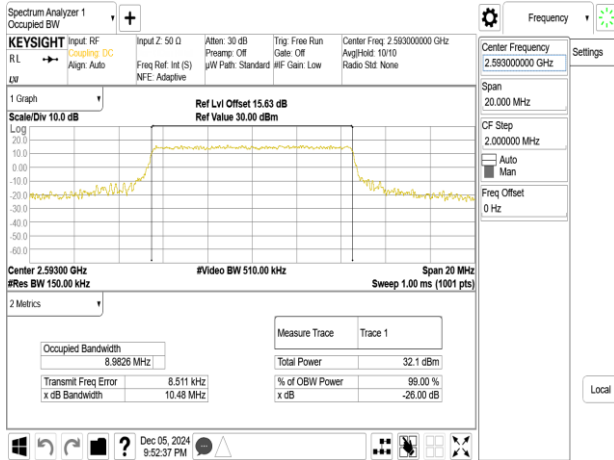 Spectrum Analyzer 1
Occupied BW
Frequency
KEYSIGHT
RL
LXI
Input: RF
Coupling: DC
Align: Auto
Input Z: 50 Ω
Freq Ref: Int (S)
NFE: Adaptive
Atten: 30 dB
Preamp: Off
µW Path: Standard
Trig: Free Run
Gate: Off
#IF Gain: Low
Center Freq: 2.593000000 GHz
Avg|Hold: 10/10
Radio Std: None
Center Frequency
2.593000000 GHz
Settings
Span
20.000 MHz
CF Step
2.000000 MHz
Auto
Man
Freq Offset
0 Hz
Local
1 Graph
Scale/Div 10.0 dB
Ref Lvl Offset 15.63 dB
Ref Value 30.00 dBm
Log
20.0
10.0
0.00
-10.0
-20.0
-30.0
-40.0
-50.0
-60.0
Center 2.59300 GHz
#Video BW 510.00 kHz
Span 20 MHz
#Res BW 150.00 kHz
Sweep 1.00 ms (1001 pts)
2 Metrics
Occupied Bandwidth
8.9826 MHz
Transmit Freq Error 8.511 kHz
x dB Bandwidth 10.48 MHz
Measure Trace Trace 1
Total Power 32.1 dBm
% of OBW Power 99.00 %
x dB -26.00 dB
?
Dec 05, 2024
9:52:37 PM